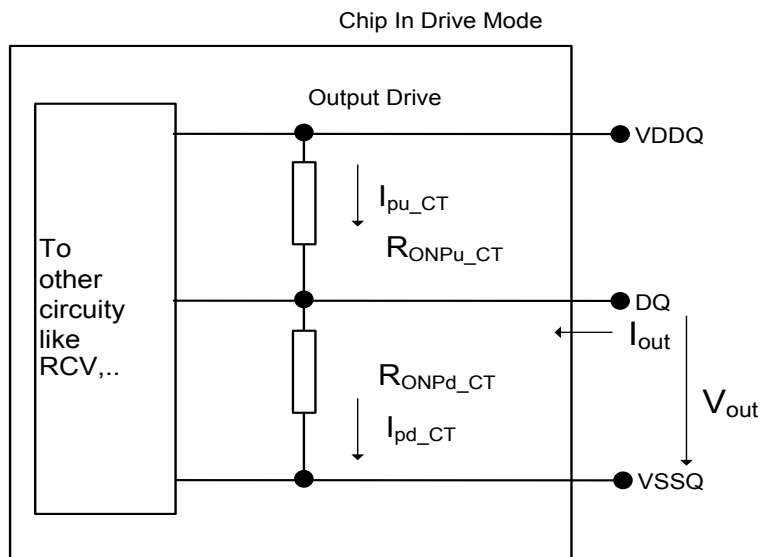 Chip In Drive Mode
Output Drive
VDDQ
Ipu_CT
RONPu_CT
To
other
circuity
like
RCV,..
DQ
Iout
RONPd_CT
Vout
Ipd_CT
VSSQ